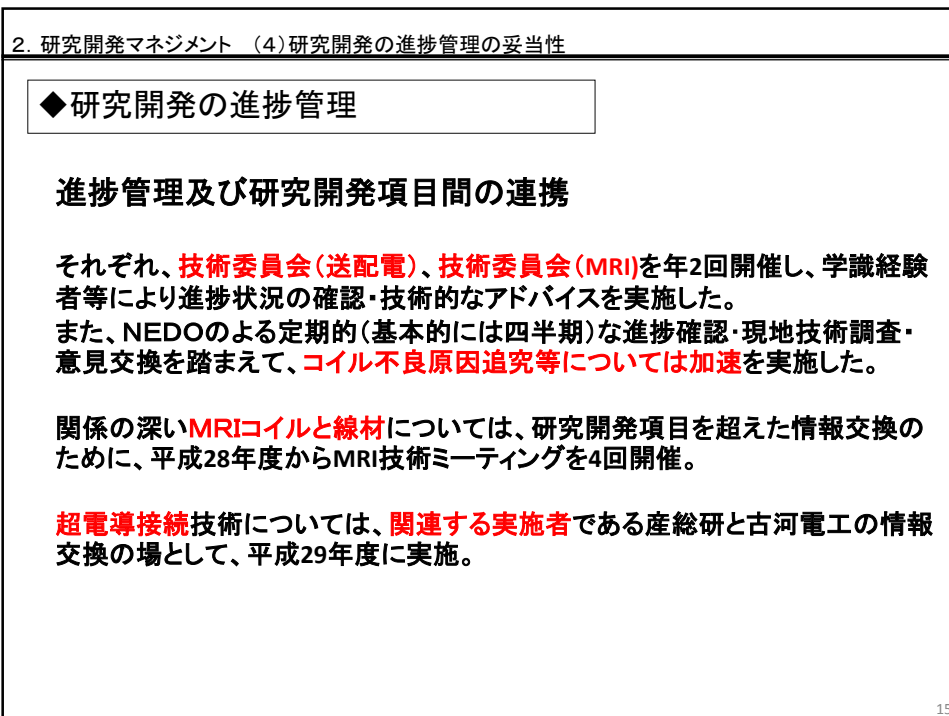 2．研究開発マネジメント　（4）研究開発の進捗管理の妥当性
◆研究開発の進捗管理
進捗管理及び研究開発項目間の連携
それぞれ、技術委員会（送配電）、技術委員会（MRI)を年2回開催し、学識経験
者等により進捗状況の確認・技術的なアドバイスを実施した。
また、ＮＥＤＯのよる定期的（基本的には四半期）な進捗確認・現地技術調査・
意見交換を踏まえて、コイル不良原因追究等については加速を実施した。
関係の深いＭＲＩコイルと線材については、研究開発項目を超えた情報交換の
ために、平成28年度からMRI技術ミーティングを4回開催。
超電導接続技術については、関連する実施者である産総研と古河電工の情報
交換の場として、平成29年度に実施。
15